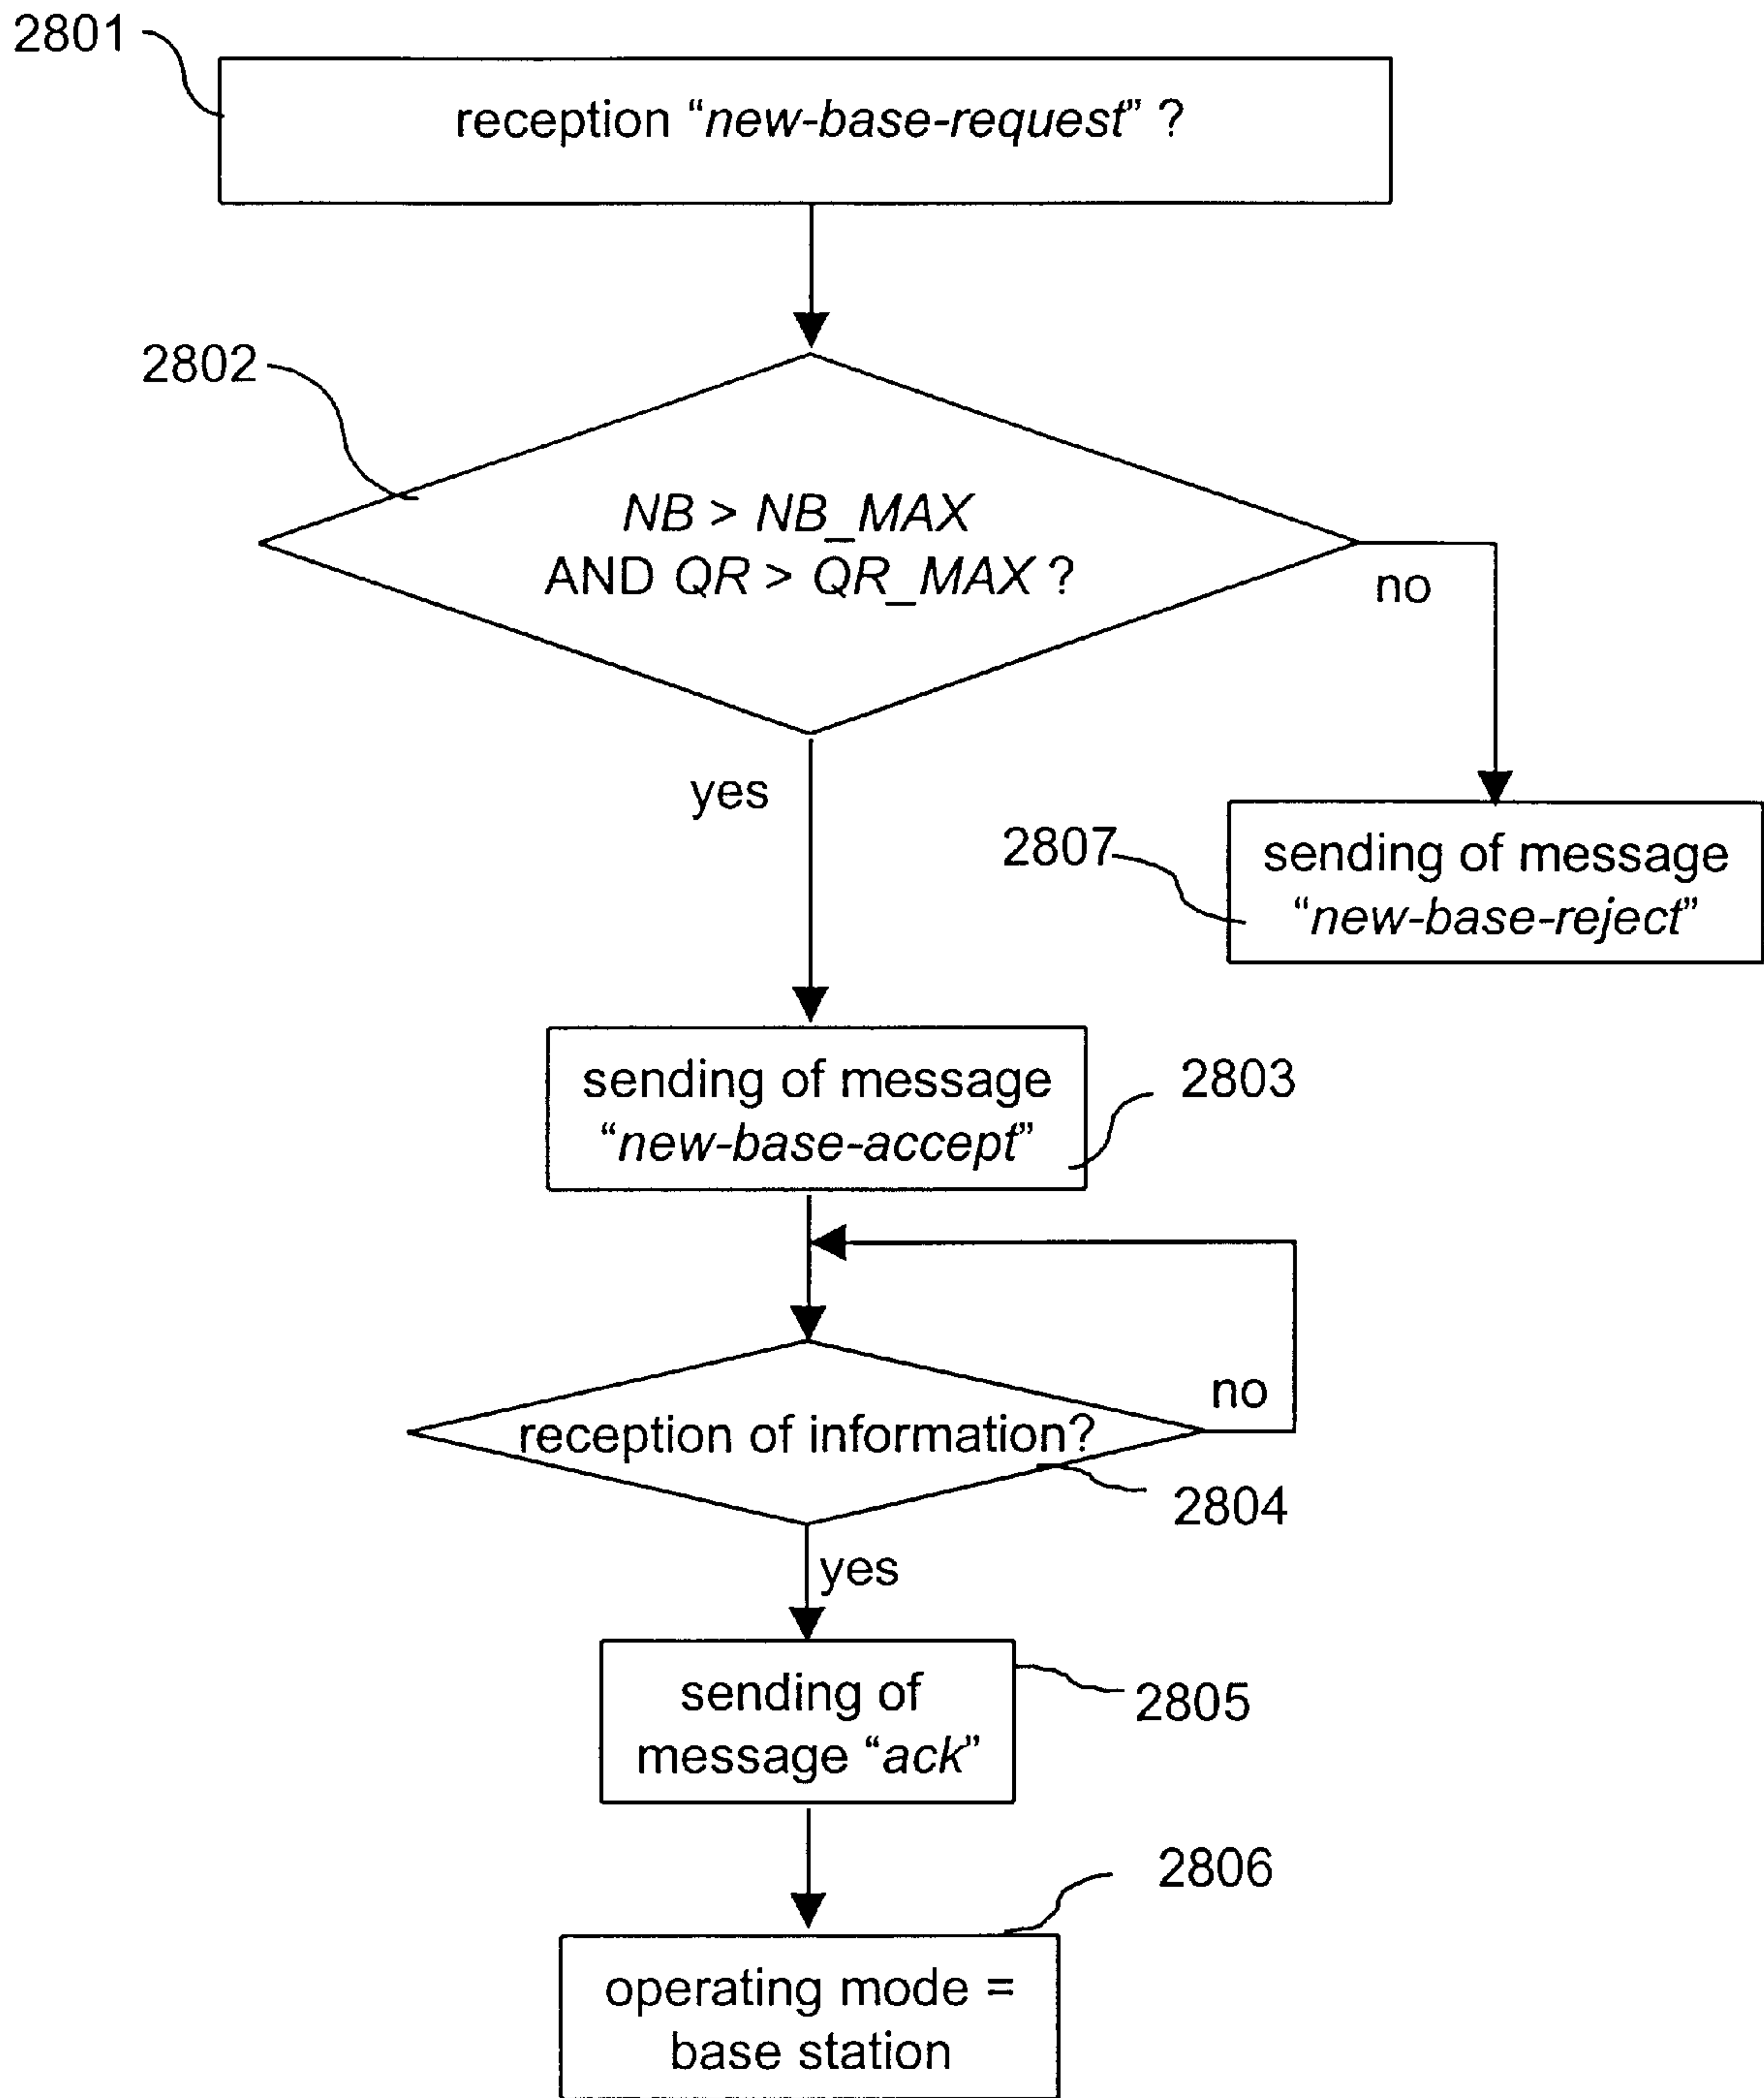 2801
reception “new-base-request” ?
2802
NB > NB_MAX
AND QR > QR_MAX ?
no
yes
2807
sending of message
“new-base-reject”
sending of message
“new-base-accept”
2803
no
reception of information?
2804
yes
sending of
message “ack”
2805
2806
operating mode =
base station